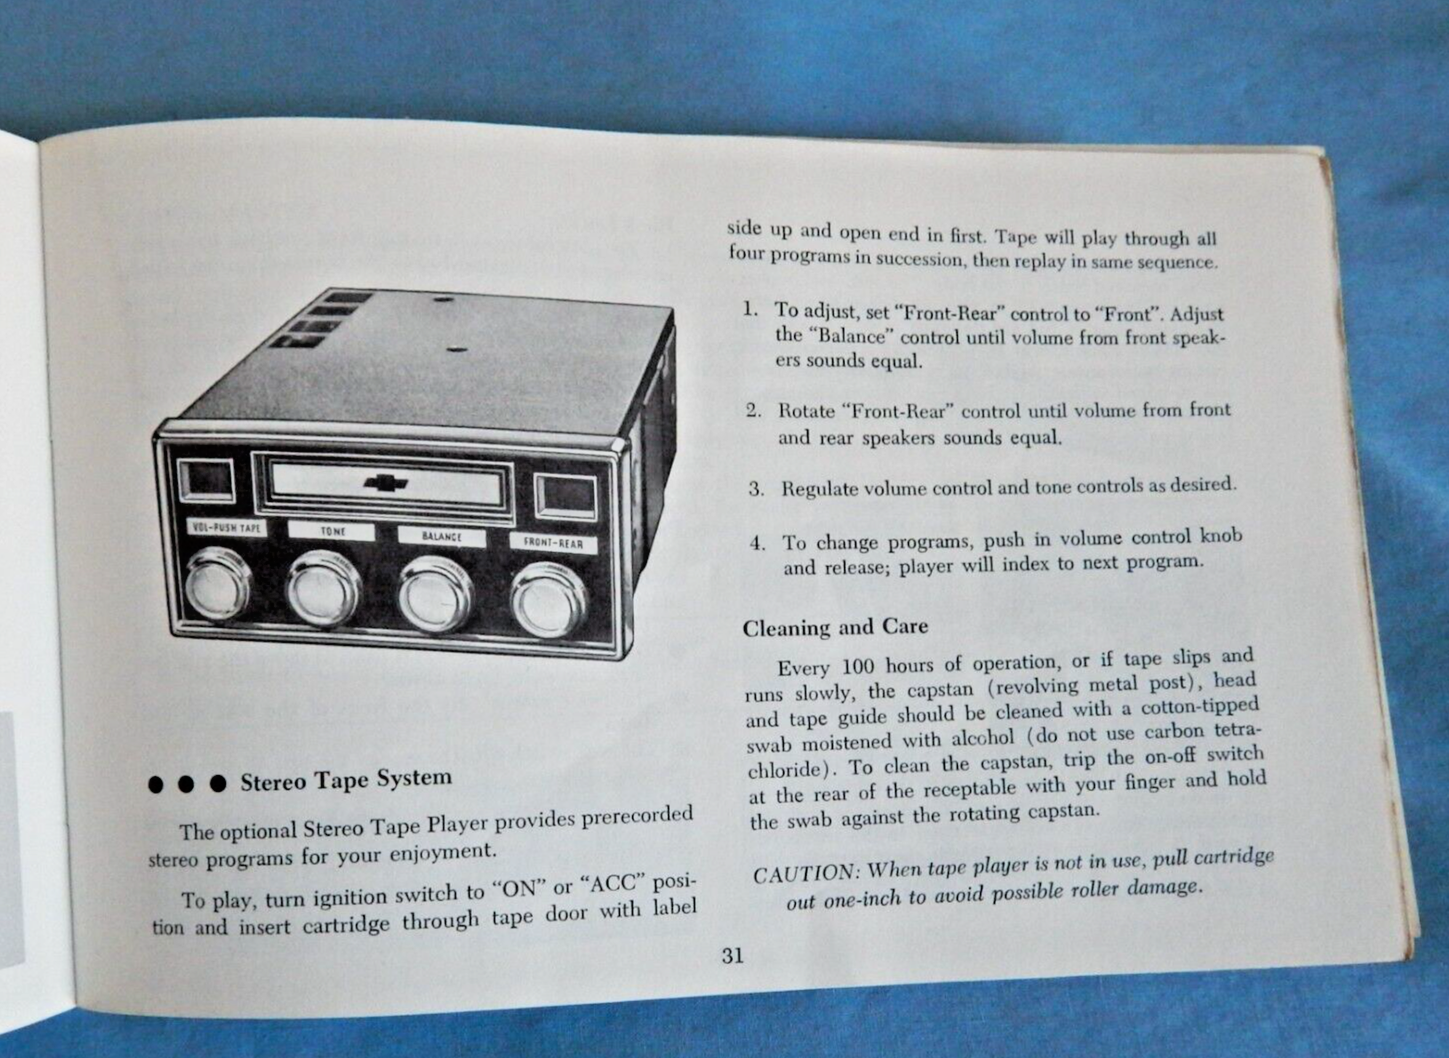 VOL-PUSH TAPE
TONE
BALANCE
FRONT-REAR
● ● ● Stereo Tape System
The optional Stereo Tape Player provides prerecorded
stereo programs for your enjoyment.
To play, turn ignition switch to “ON” or “ACC” posi-
tion and insert cartridge through tape door with label
side up and open end in first. Tape will play through all
four programs in succession, then replay in same sequence.
1. To adjust, set “Front-Rear” control to “Front”. Adjust
the “Balance” control until volume from front speak-
ers sounds equal.
2. Rotate “Front-Rear” control until volume from front
and rear speakers sounds equal.
3. Regulate volume control and tone controls as desired.
4. To change programs, push in volume control knob
and release; player will index to next program.
Cleaning and Care
Every 100 hours of operation, or if tape slips and
runs slowly, the capstan (revolving metal post), head
and tape guide should be cleaned with a cotton-tipped
swab moistened with alcohol (do not use carbon tetra-
chloride). To clean the capstan, trip the on-off switch
at the rear of the receptable with your finger and hold
the swab against the rotating capstan.
CAUTION: When tape player is not in use, pull cartridge
out one-inch to avoid possible roller damage.
31